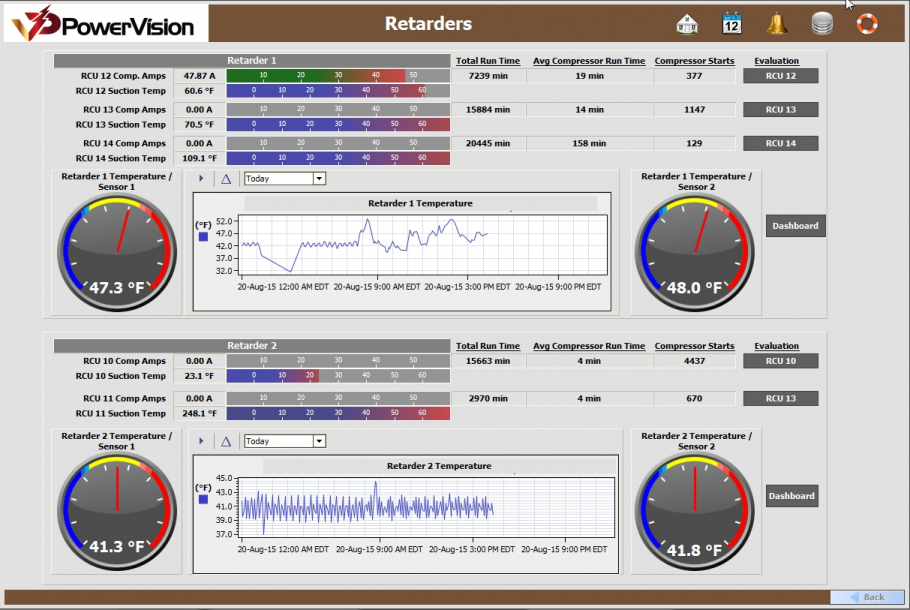 PowerVision
Retarders
12
Retarder 1
Total Run Time Avg Compressor Run Time Compressor Starts Evaluation
RCU 12 Comp. Amps 47.87 A 10 20 30 40 50 7239 min 19 min 377 RCU 12
RCU 12 Suction Temp 60.6 °F 0 10 20 30 40 50 60
RCU 13 Comp Amps 0.00 A 10 20 30 40 50 15884 min 14 min 1147 RCU 13
RCU 13 Suction Temp 70.5 °F 0 10 20 30 40 50 60
RCU 14 Comp Amps 0.00 A 10 20 30 40 50 20445 min 158 min 129 RCU 14
RCU 14 Suction Temp 109.1 °F 0 10 20 30 40 50 60
Retarder 1 Temperature /
Sensor 1
47.3 °F
Today
Retarder 1 Temperature
(°F)
52.0
47.0
42.0
37.0
32.0
20-Aug-15 12:00 AM EDT 20-Aug-15 9:00 AM EDT 20-Aug-15 3:00 PM EDT 20-Aug-15 9:00 PM EDT
Retarder 1 Temperature /
Sensor 2
48.0 °F
Dashboard
Retarder 2
Total Run Time Avg Compressor Run Time Compressor Starts Evaluation
RCU 10 Comp Amps 0.00 A 10 20 30 40 50 15663 min 4 min 4437 RCU 10
RCU 10 Suction Temp 23.1 °F 0 10 20 30 40 50 60
RCU 11 Comp Amps 0.00 A 10 20 30 40 50 2970 min 4 min 670 RCU 13
RCU 11 Suction Temp 248.1 °F 0 10 20 30 40 50 60
Retarder 2 Temperature /
Sensor 1
41.3 °F
Today
Retarder 2 Temperature
(°F)
45.0
43.0
41.0
39.0
37.0
20-Aug-15 12:00 AM EDT 20-Aug-15 9:00 AM EDT 20-Aug-15 3:00 PM EDT 20-Aug-15 9:00 PM EDT
Retarder 2 Temperature /
Sensor 2
41.8 °F
Dashboard
Back